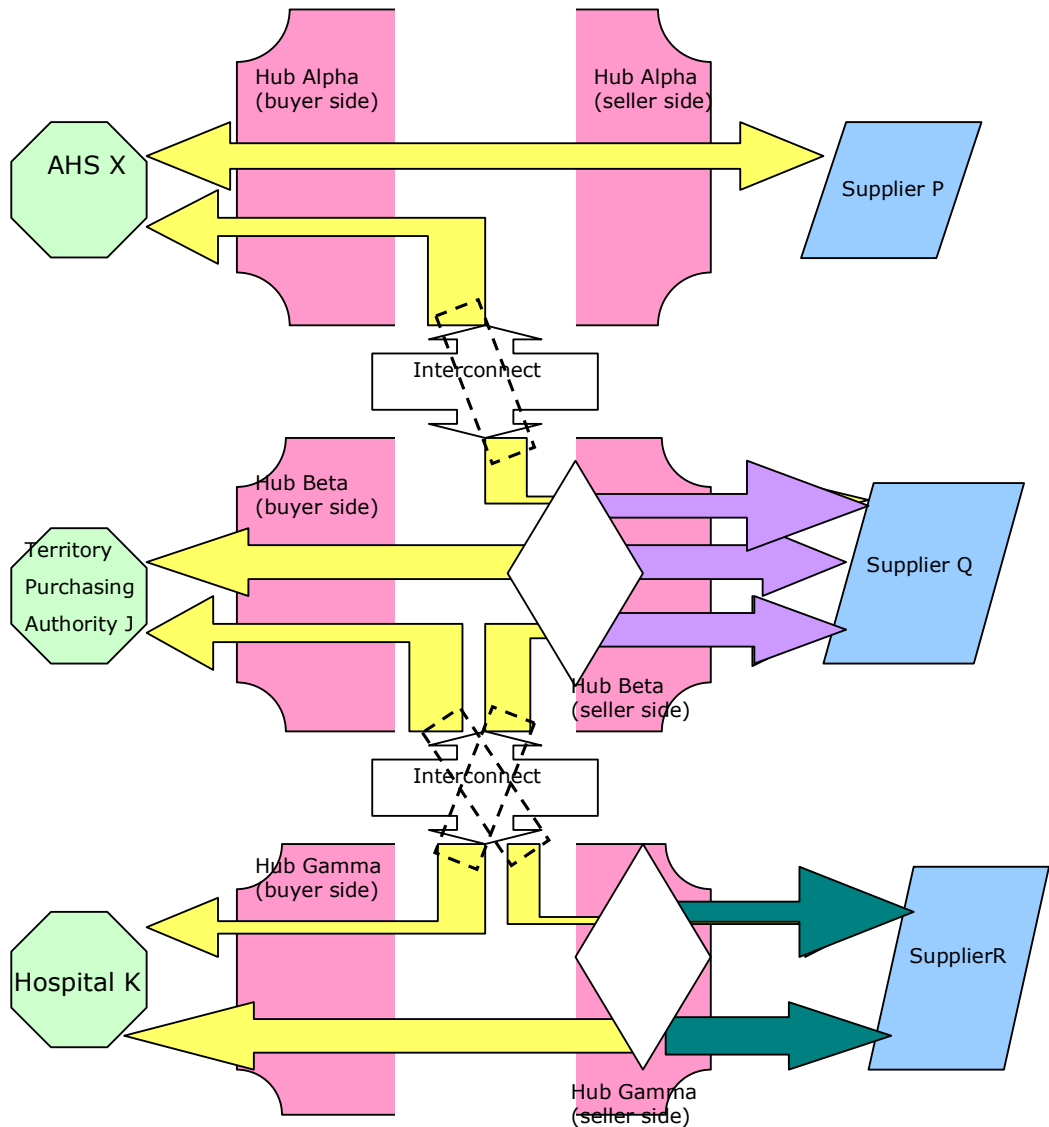 Hub Alpha
(buyer side)
Hub Alpha
(seller side)
AHS X
Supplier P
Interconnect
Hub Beta
(buyer side)
Territory
Purchasing
Authority J
Supplier Q
Hub Beta
(seller side)
Interconnect
Hub Gamma
(buyer side)
Hospital K
SupplierR
Hub Gamma
(seller side)